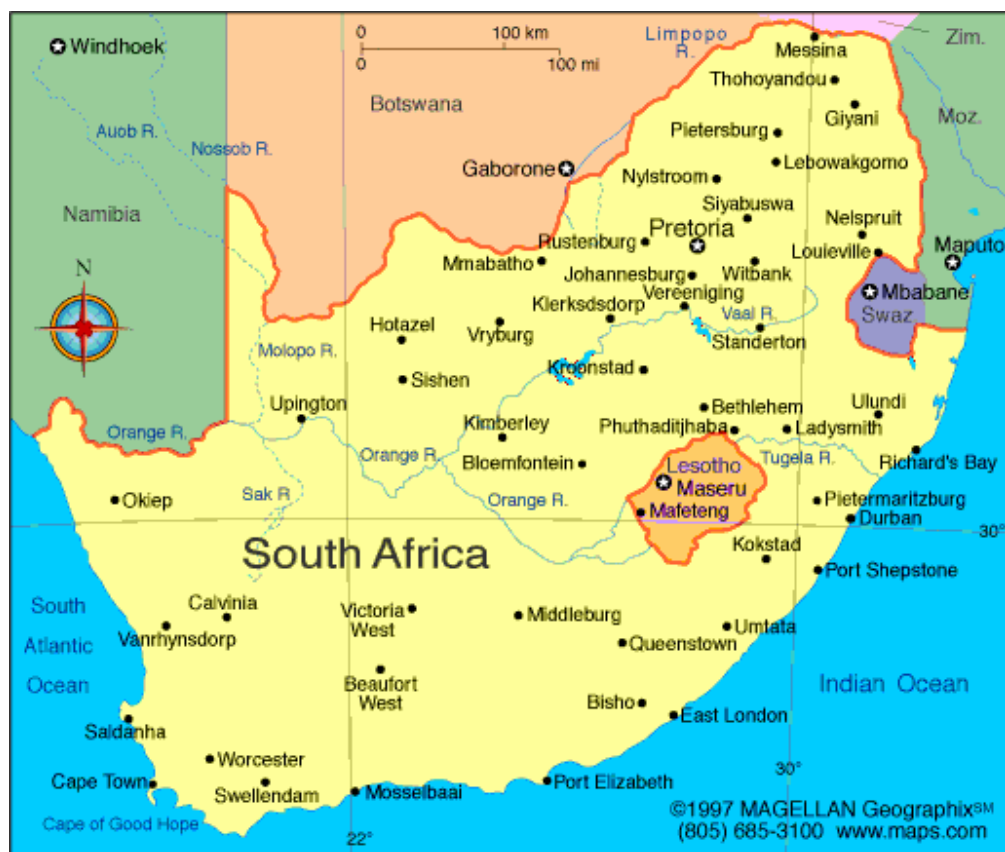 Windhoek
0 100 km
0 100 mi
Limpopo
R.
Zim.
Messina
Botswana
Thohoyandou
Auob R.
Giyani
Moz.
Nossob R.
Pietersburg
Gaborone
Lebowakgomo
Nylstroom
Namibia
Siyabuswa
Nelspruit
Rustenburg
Pretoria
Louieville
Maputo
N
Mmabatho
Johannesburg
Witbank
Mbabane
Vereeniging
Klerksdsdorp
Swaz.
Vaal R.
Hotazel
Vryburg
Standerton
Molopo R.
Kroonstad
Sishen
Upington
Bethlehem
Ulundi
Kimberley
Phuthaditjhaba
Ladysmith
Orange R.
Orange R.
Tugela R.
Richard's Bay
Bloemfontein
Lesotho
Maseru
Sak R
Orange R.
Okiep
Mafeteng
Pietermaritzburg
Durban
30°
Kokstad
South Africa
Port Shepstone
South
Atlantic
Ocean
Calvinia
Victoria
West
Middleburg
Vanrhynsdorp
Umtata
Queenstown
Beaufort
West
Indian Ocean
Bisho
East London
Saldanha
Worcester
30°
Cape Town
Swellendam
Mosselbaai
Port Elizabeth
Cape of Good Hope
22°
©1997 MAGELLAN Geographix℠
(805) 685-3100 www.maps.com